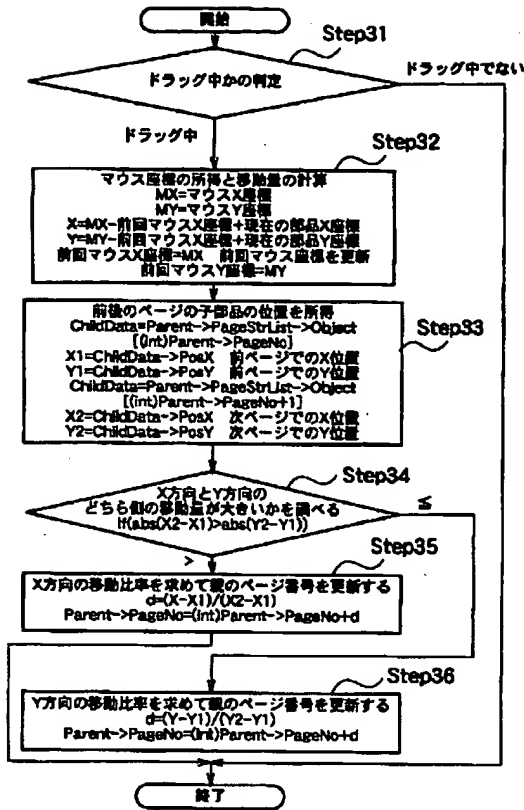 開始
Step31
ドラッグ中かの判定
ドラッグ中でない
ドラッグ中
Step32
マウス座標の所得と移動量の計算
MX=マウスX座標
MY=マウスY座標
X=MX-前回マウスX座標+現在の部品X座標
Y=MY-前回マウスX座標+現在の部品Y座標
前回マウスX座標=MX 前回マウス座標を更新
前回マウスY座標=MY
Step33
前後のページの子部品の位置を所得
ChildData=Parent->PageStrList->Object
[(int)Parent->PageNo]
X1=ChildData->PosX 前ページでのX位置
Y1=ChildData->PosY 前ページでのY位置
ChildData=Parent->PageStrList->Object
[(int)Parent->PageNo+1]
X2=ChildData->PosX 次ページでのX位置
Y2=ChildData->PosY 次ページでのY位置
Step34
X方向とY方向の
どちら側の移動量が大きいかを調べる
if(abs(X2-X1)>abs(Y2-Y1))
≦
>
Step35
X方向の移動比率を求めて親のページ番号を更新する
d=(X-X1)/(X2-X1)
Parent->PageNo=(int)Parent->PageNo+d
Step36
Y方向の移動比率を求めて親のページ番号を更新する
d=(Y-Y1)/(Y2-Y1)
Parent->PageNo=(int)Parent->PageNo+d
終了